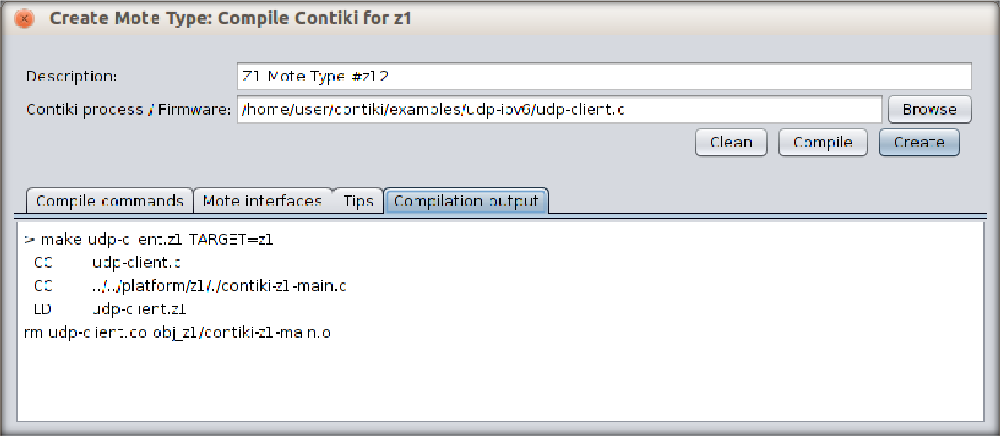 Create Mote Type: Compile Contiki for z1
Description: Z1 Mote Type #z12
Contiki process / Firmware: /home/user/contiki/examples/udp-ipv6/udp-client.c Browse
Clean Compile Create
Compile commands Mote interfaces Tips Compilation output
> make udp-client.z1 TARGET=z1
CC udp-client.c
CC ../../platform/z1/./contiki-z1-main.c
LD udp-client.z1
rm udp-client.co obj_z1/contiki-z1-main.o